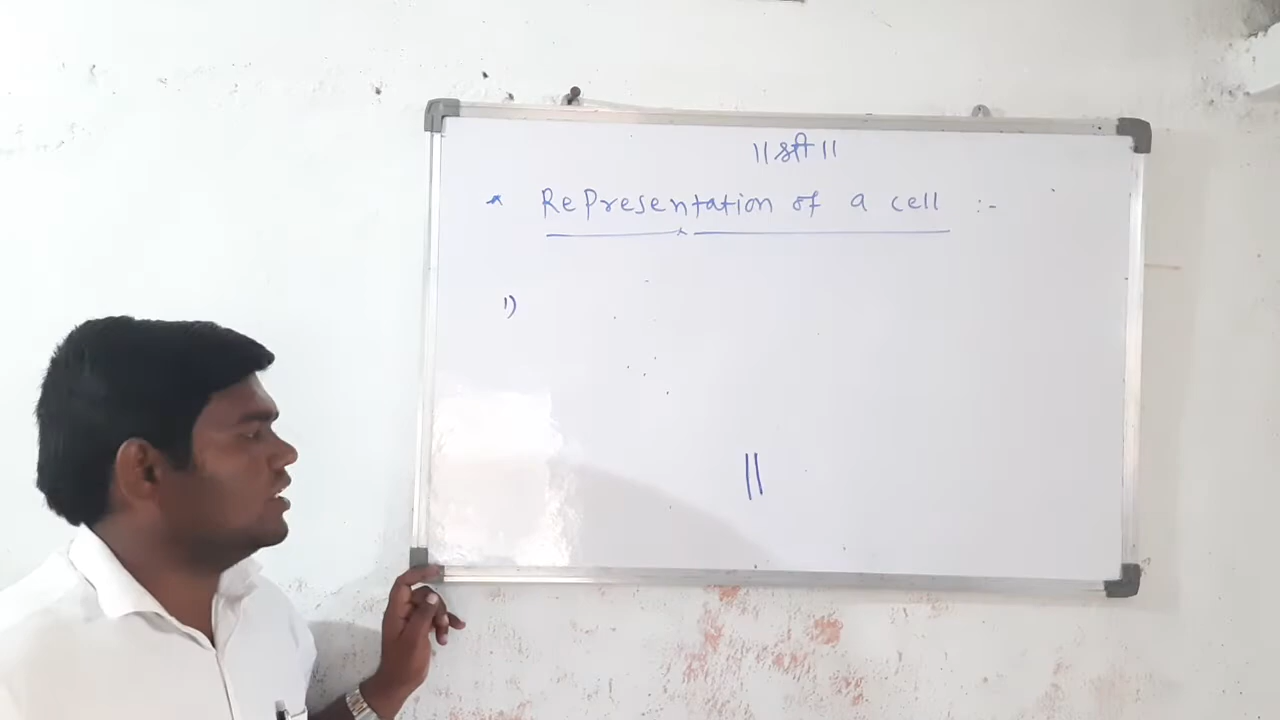 ||श्री||
* Representation of a cell :-
1)
||